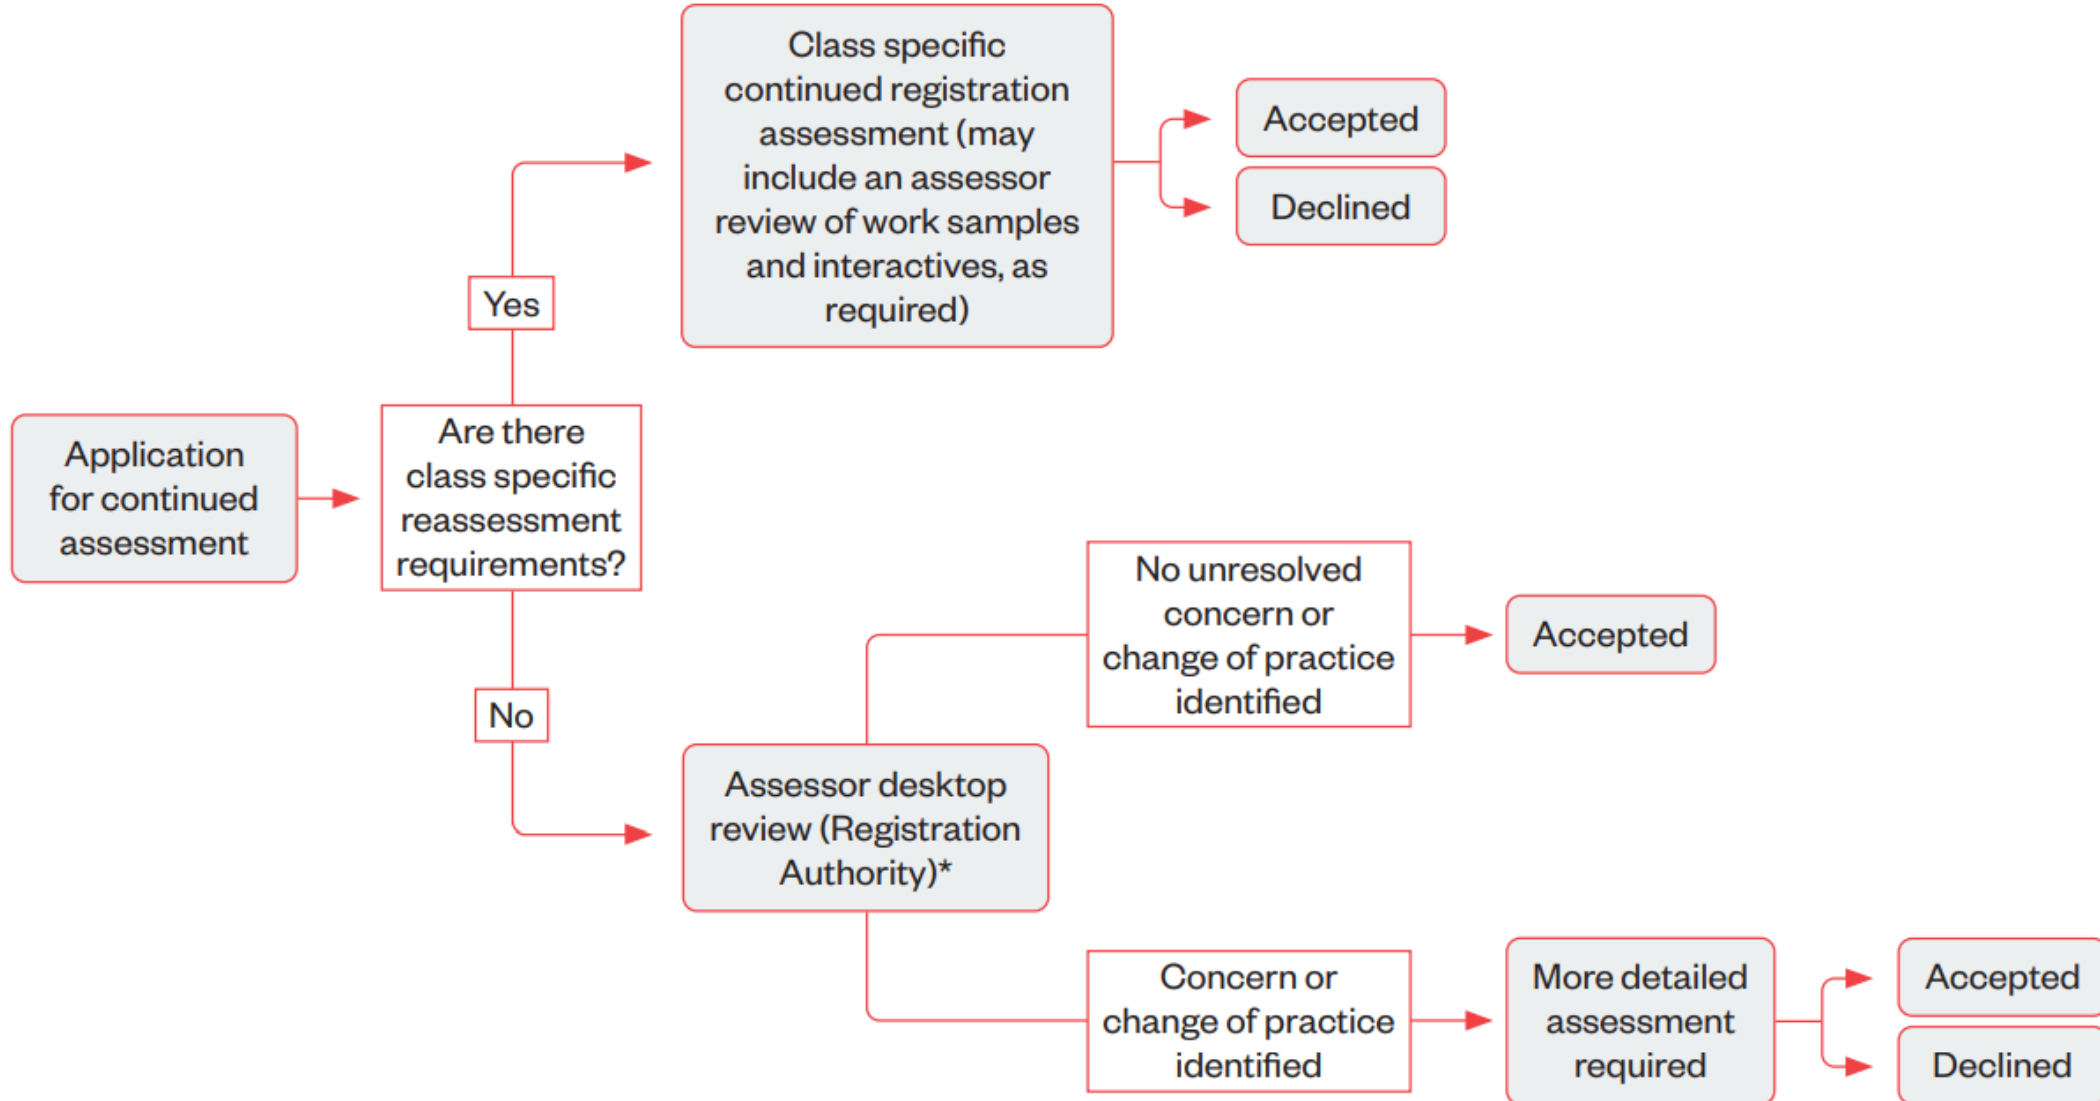 Application
for continued
assessment
Are there
class specific
reassessment
requirements?
Yes
Class specific
continued registration
assessment (may
include an assessor
review of work samples
and interactives, as
required)
Accepted
Declined
No
Assessor desktop
review (Registration
Authority)*
No unresolved
concern or
change of practice
identified
Accepted
Concern or
change of practice
identified
More detailed
assessment
required
Accepted
Declined